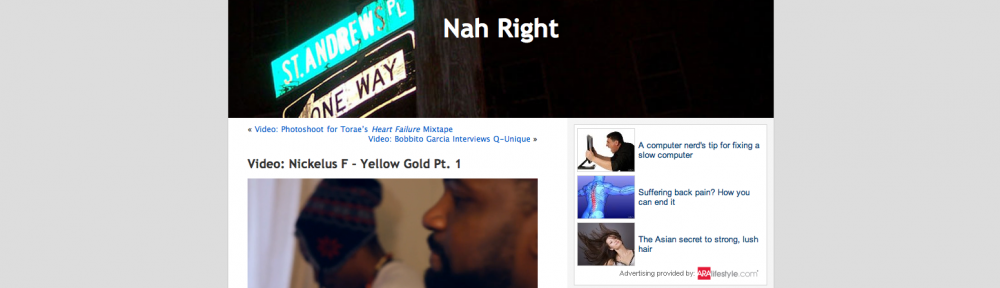 ST. ANDREWS PL
ONE WAY
Nah Right
« Video: Photoshoot for Torae's Heart Failure Mixtape
Video: Bobbito Garcia Interviews Q-Unique »
Video: Nickelus F – Yellow Gold Pt. 1
A computer nerd's tip for fixing a
slow computer
Suffering back pain? How you
can end it
The Asian secret to strong, lush
hair
Advertising provided by: ARAlifestyle.com